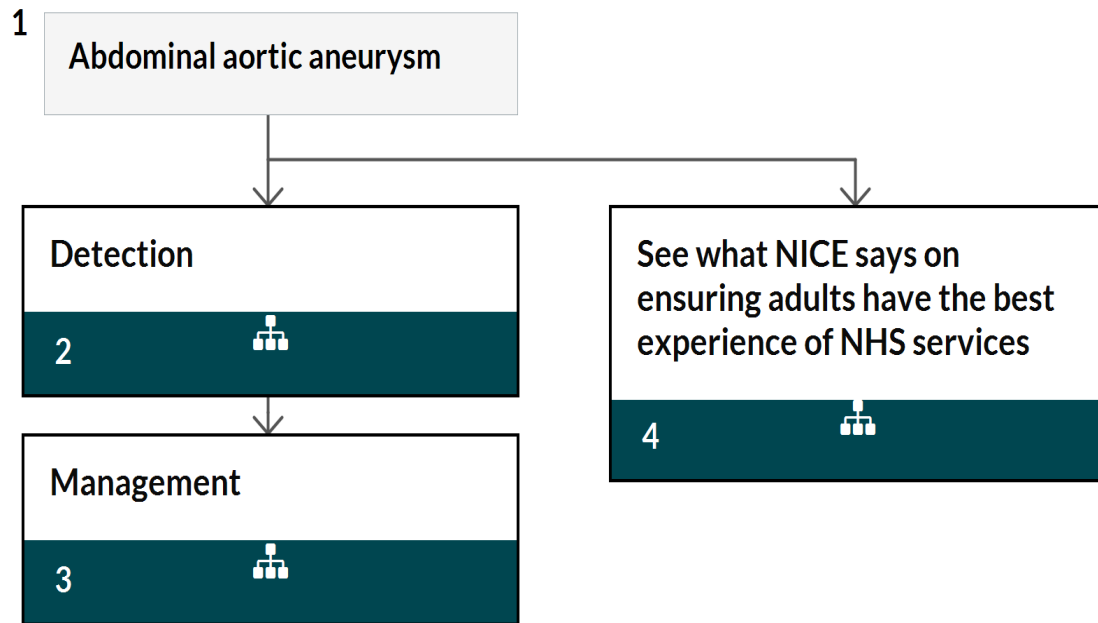 1
Abdominal aortic aneurysm
Detection
2
Management
3
See what NICE says on
ensuring adults have the best
experience of NHS services
4